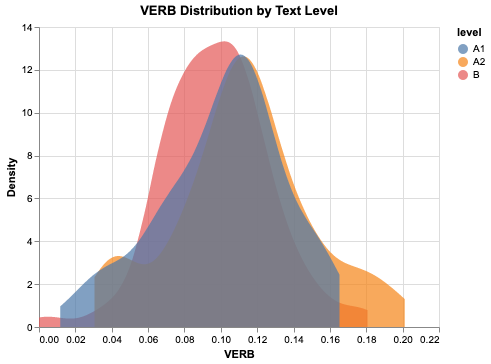 VERB Distribution by Text Level
level
A1
A2
B
14
12
10
8
6
4
2
0
Density
0.00 0.02 0.04 0.06 0.08 0.10 0.12 0.14 0.16 0.18 0.20 0.22
VERB